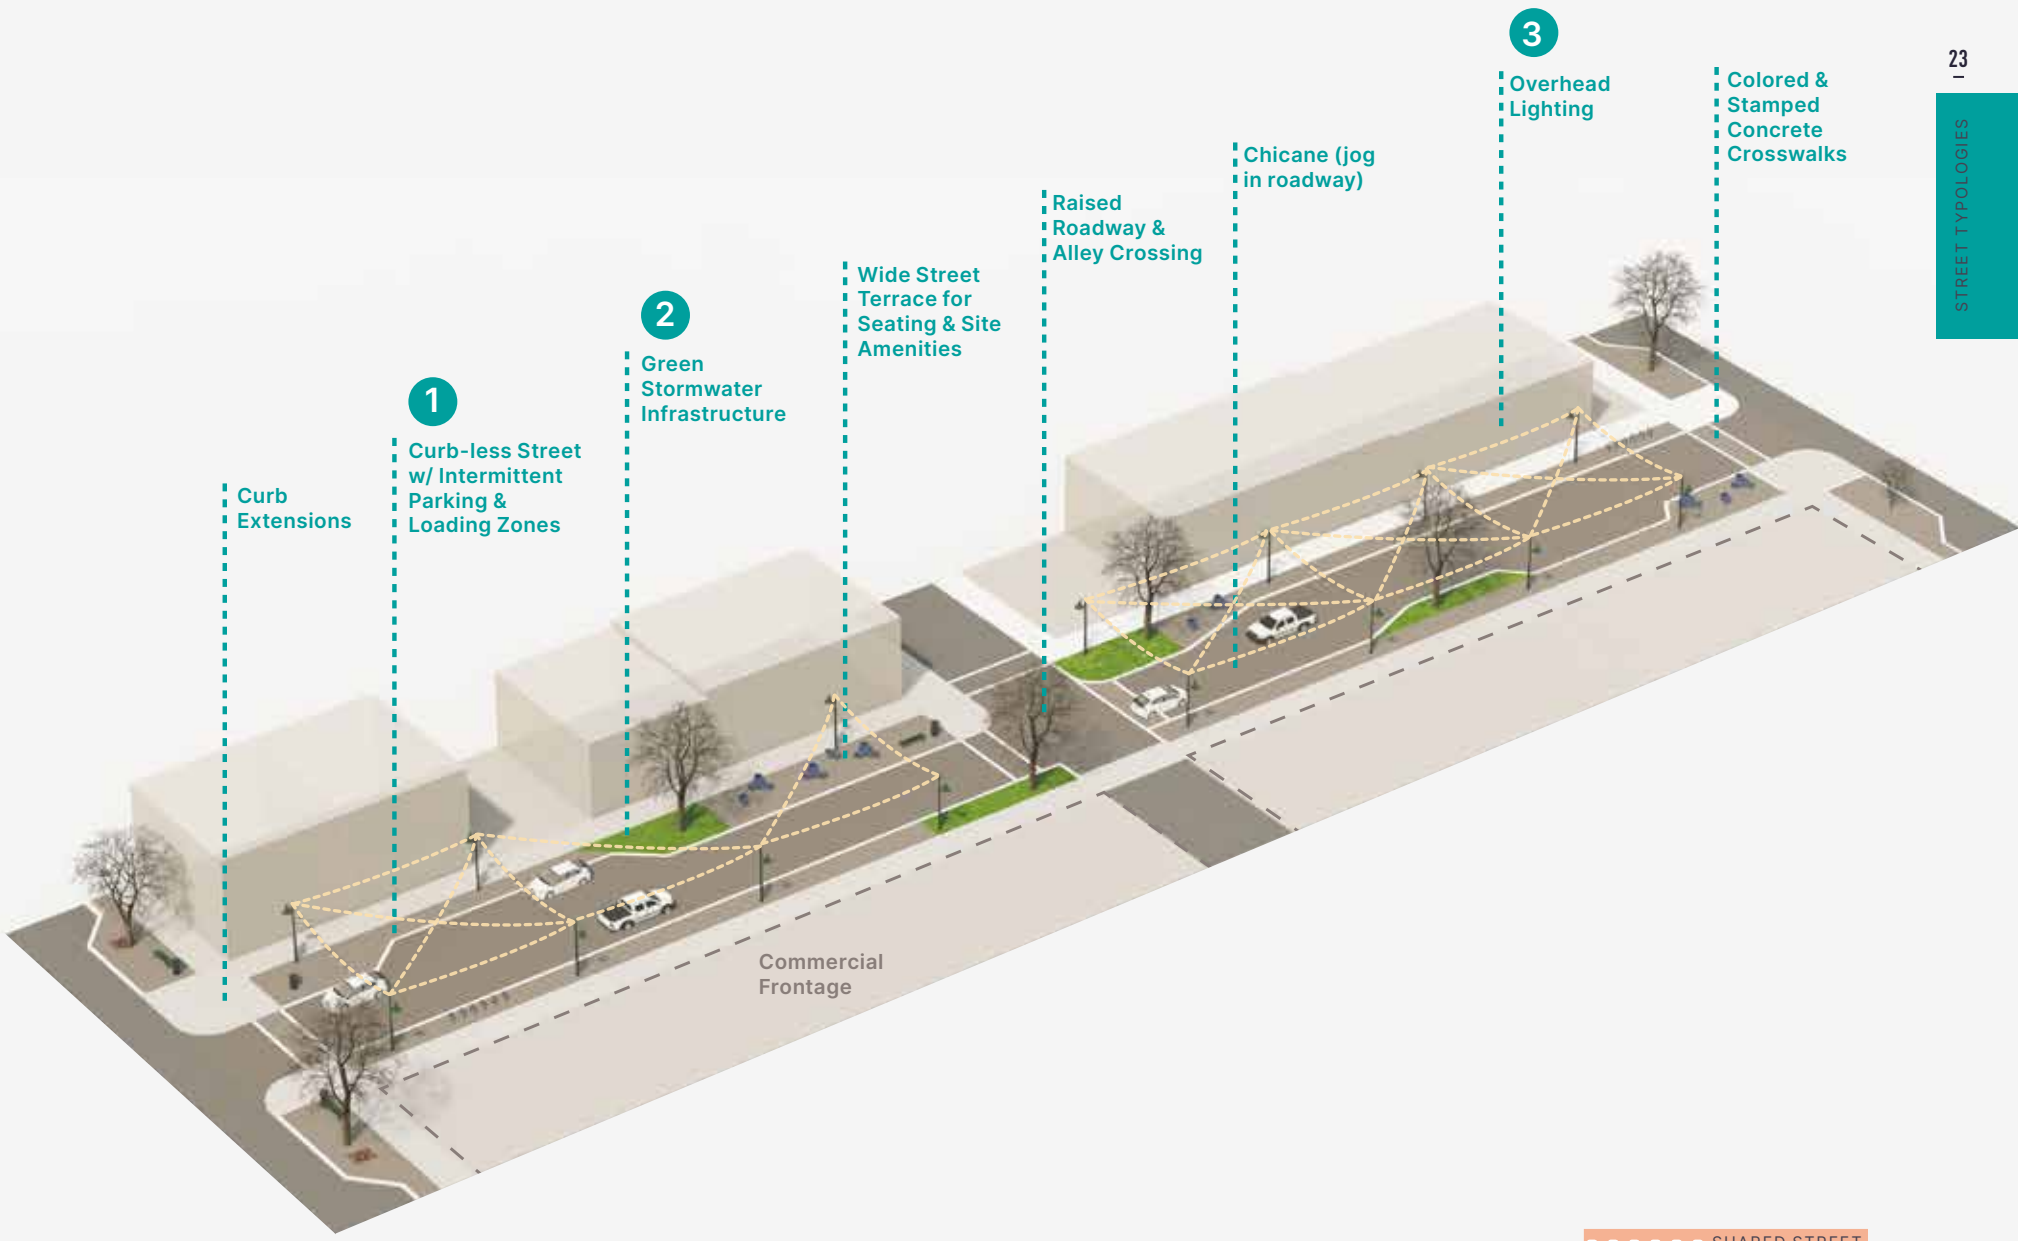 23
STREET TYPOLOGIES
3
Overhead
Lighting
Colored &
Stamped
Concrete
Crosswalks
Chicane (jog
in roadway)
Raised
Roadway &
Alley Crossing
Wide Street
Terrace for
Seating & Site
Amenities
2
Green
Stormwater
Infrastructure
1
Curb-less Street
w/ Intermittent
Parking &
Loading Zones
Curb
Extensions
Commercial
Frontage
SHARED STREET